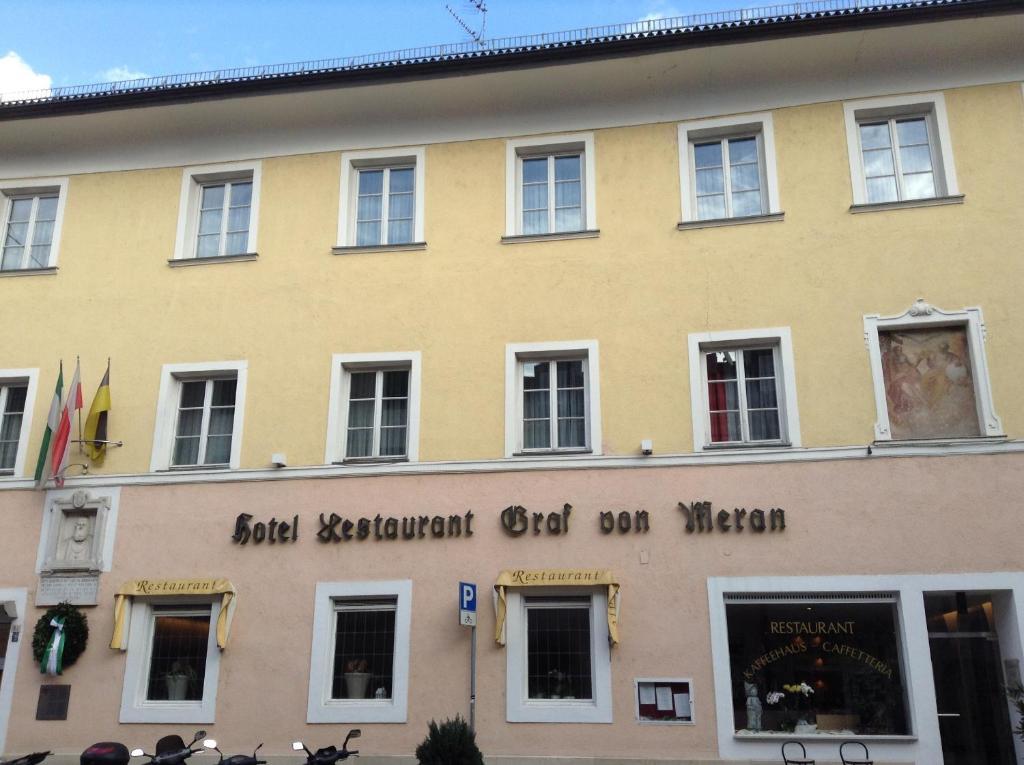 Hotel Restaurant Graf von Meran
Restaurant
Restaurant
P
RESTAURANT
KAFFEEHAUS CAFFETTERIA